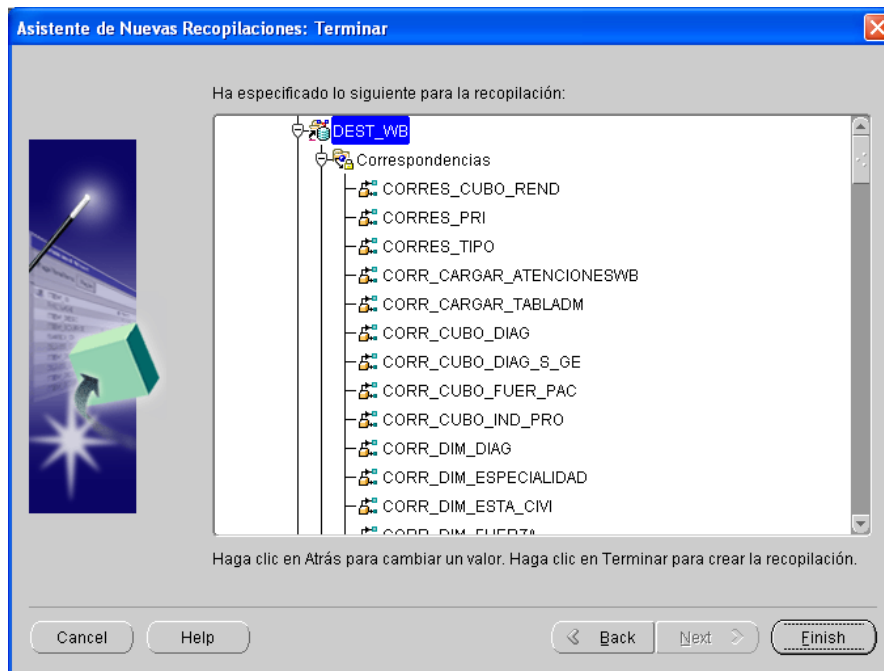 Asistente de Nuevas Recopilaciones: Terminar
Ha especificado lo siguiente para la recopilación:
DEST_WB
Correspondencias
CORRES_CUBO_REND
CORRES_PRI
CORRES_TIPO
CORR_CARGAR_ATENCIONESWB
CORR_CARGAR_TABLADM
CORR_CUBO_DIAG
CORR_CUBO_DIAG_S_GE
CORR_CUBO_FUER_PAC
CORR_CUBO_IND_PRO
CORR_DIM_DIAG
CORR_DIM_ESPECIALIDAD
CORR_DIM_ESTA_CIVI
CORR_DIM_FUERZA
Haga clic en Atrás para cambiar un valor. Haga clic en Terminar para crear la recopilación.
Cancel Help Back Next Finish